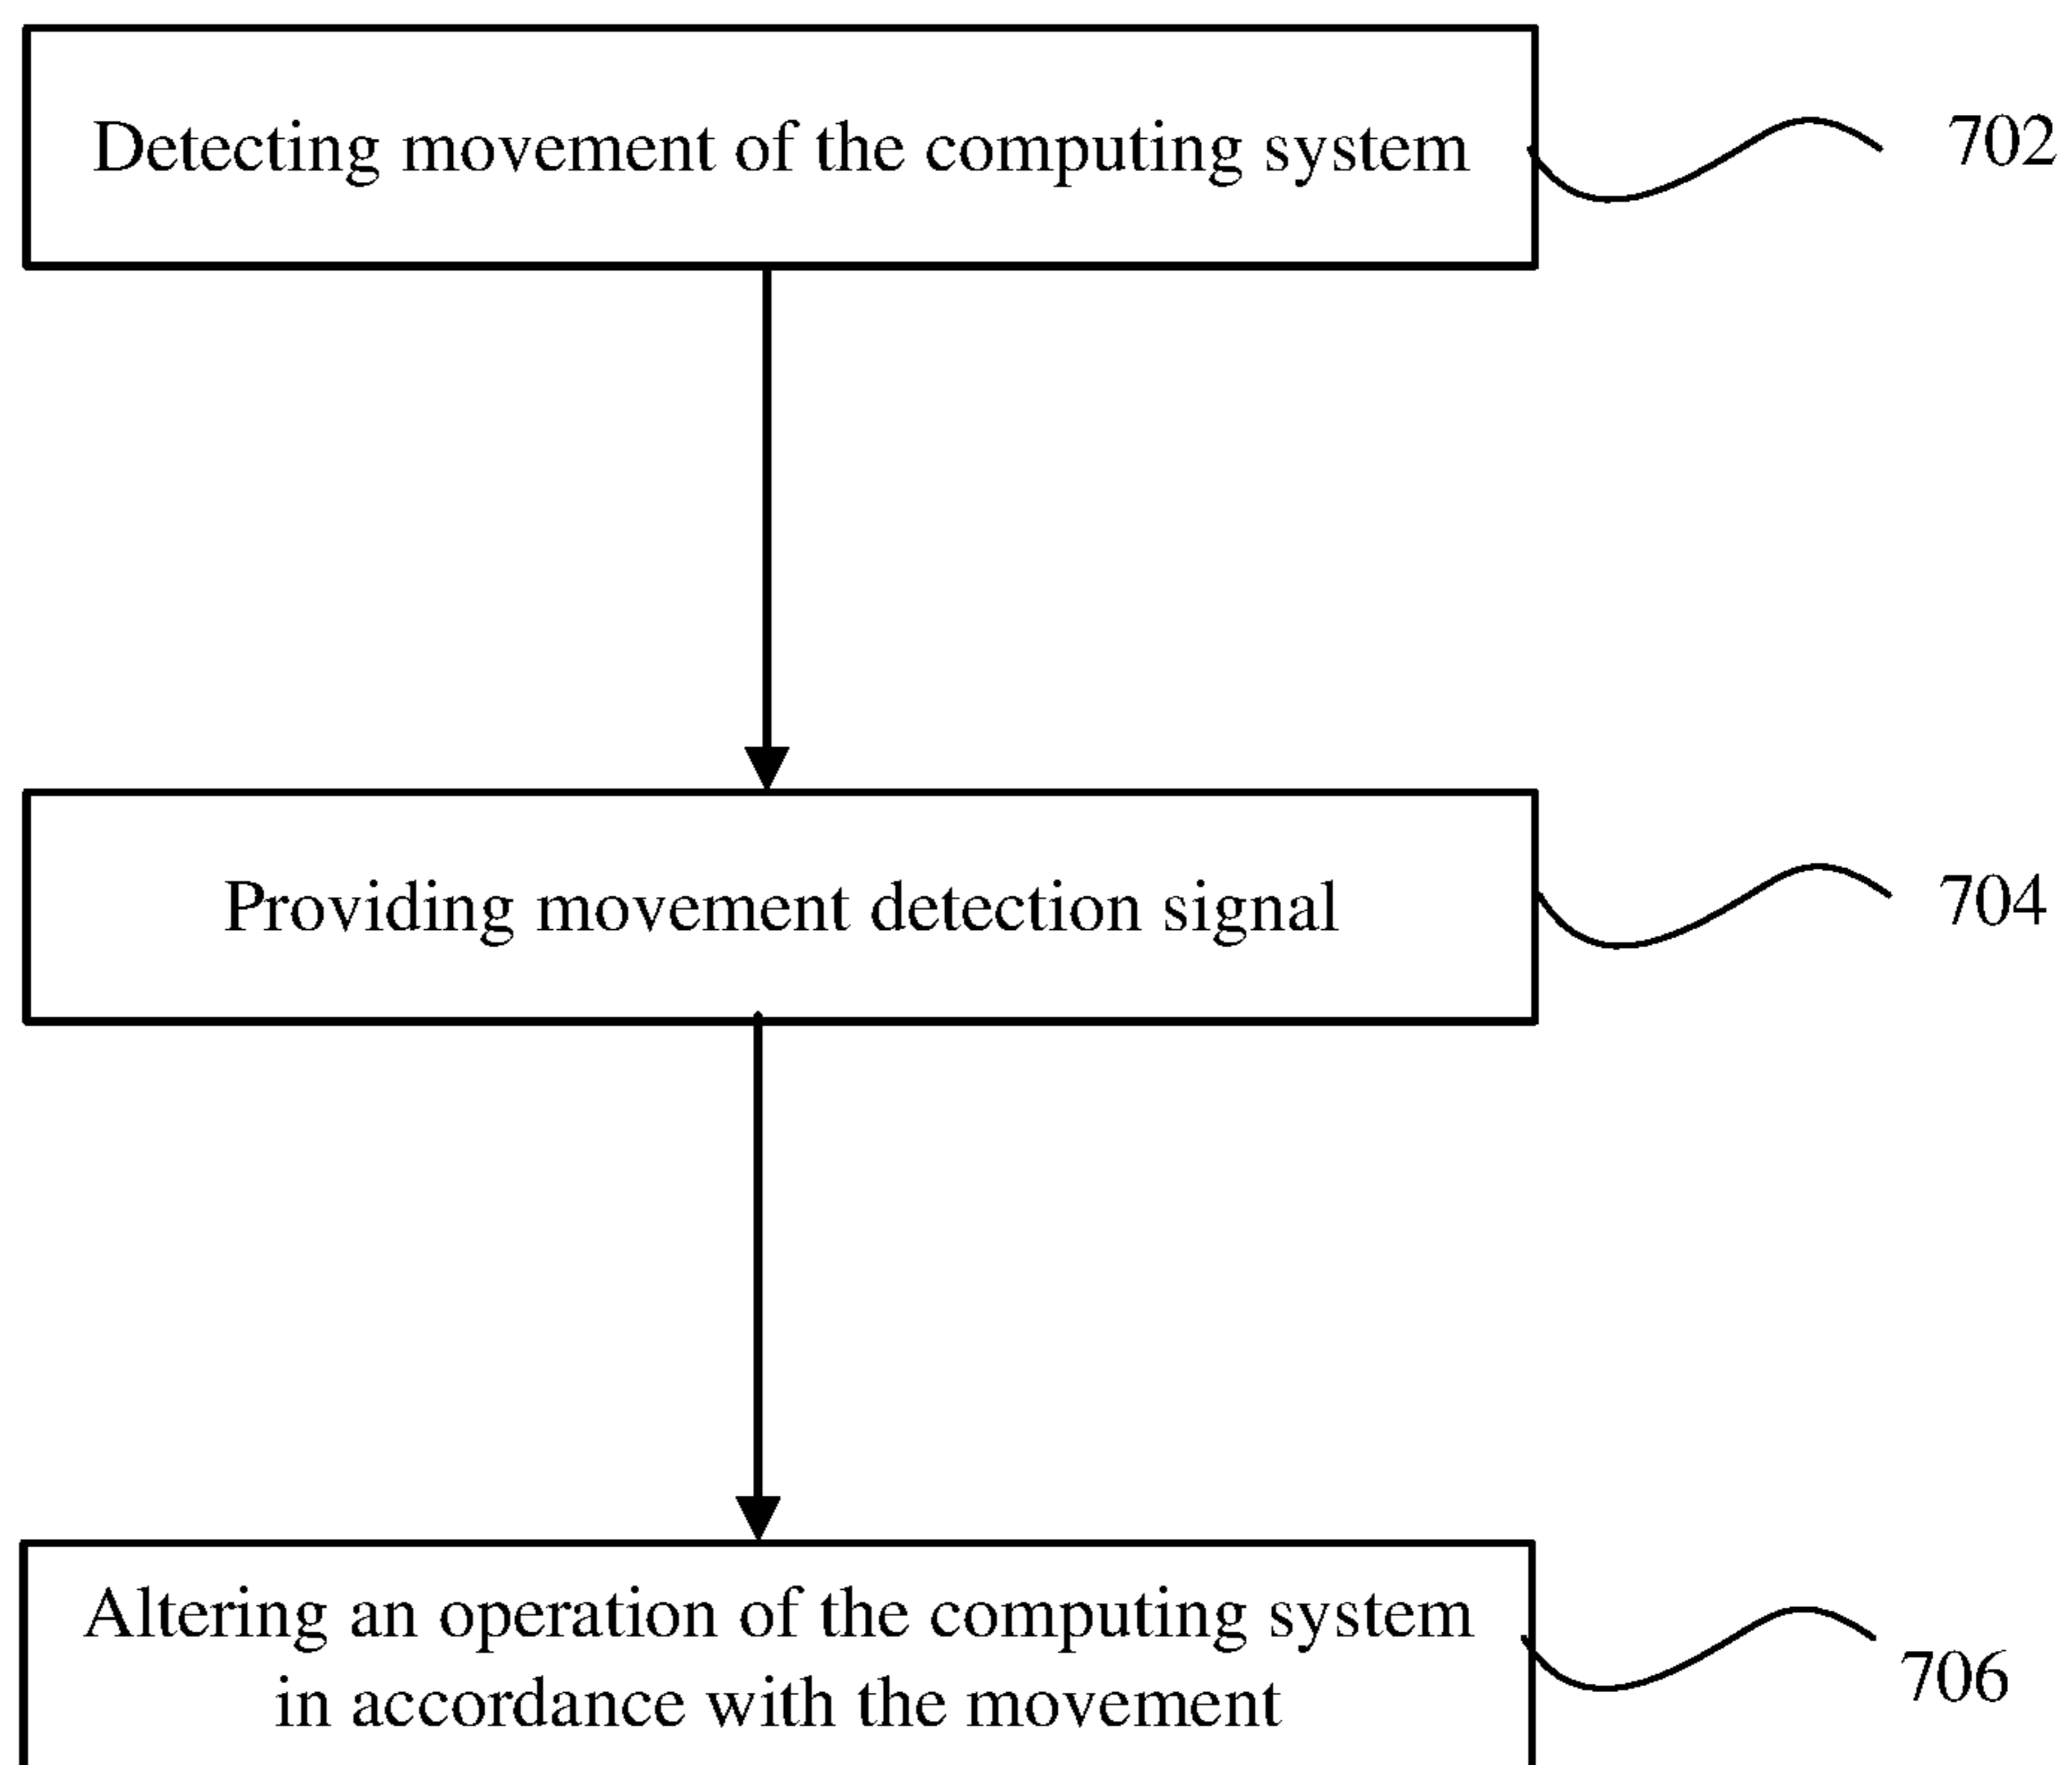 Detecting movement of the computing system
702
Providing movement detection signal
704
Altering an operation of the computing system
in accordance with the movement
706